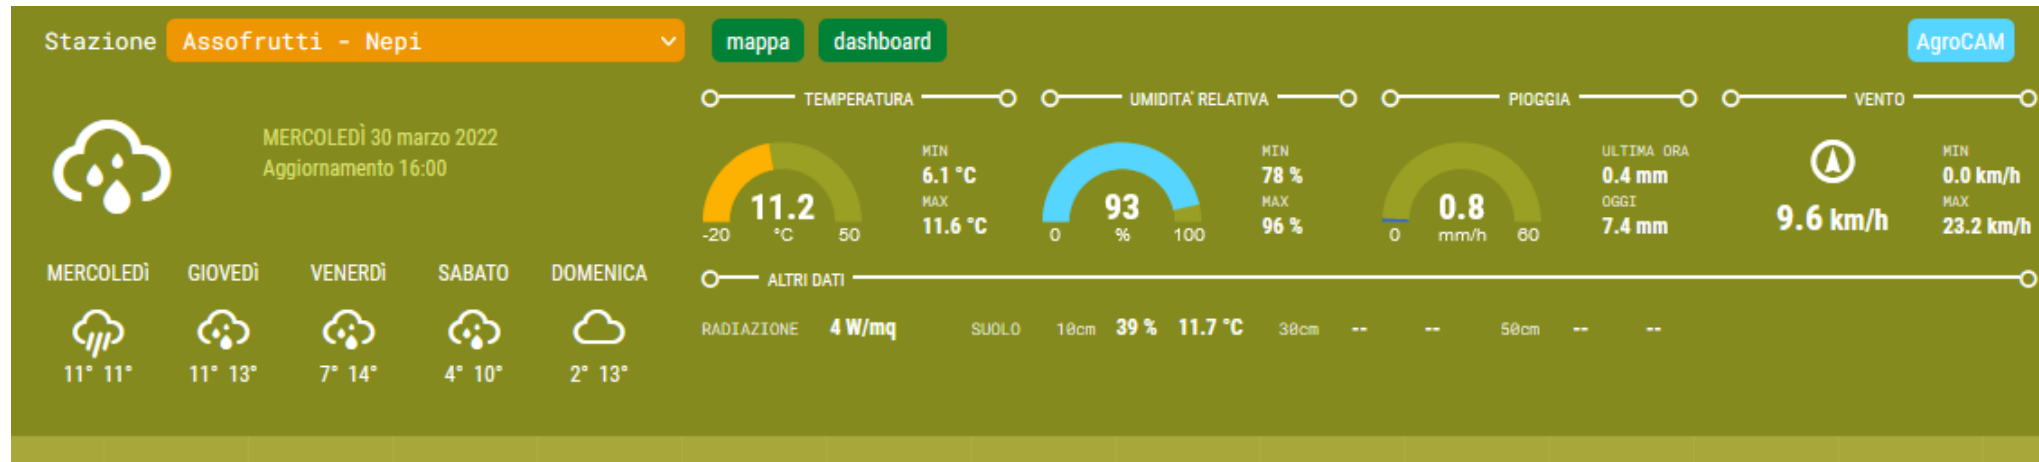 Stazione Assofrutti - Nepi mappa dashboard AgroCAM
MERCOLEDÌ 30 marzo 2022
Aggiornamento 16:00
MERCOLEDì GIOVEDì VENERDì SABATO DOMENICA
11° 11° 11° 13° 7° 14° 4° 10° 2° 13°
TEMPERATURA
11.2
-20 °C 50
MIN
6.1 °C
MAX
11.6 °C
UMIDITA' RELATIVA
93
0 % 100
MIN
78 %
MAX
96 %
PIOGGIA
0.8
0 mm/h 60
ULTIMA ORA
0.4 mm
OGGI
7.4 mm
VENTO
9.6 km/h
MIN
0.0 km/h
MAX
23.2 km/h
ALTRI DATI
RADIAZIONE 4 W/mq SUOLO 10cm 39 % 11.7 °C 30cm -- -- 50cm -- --